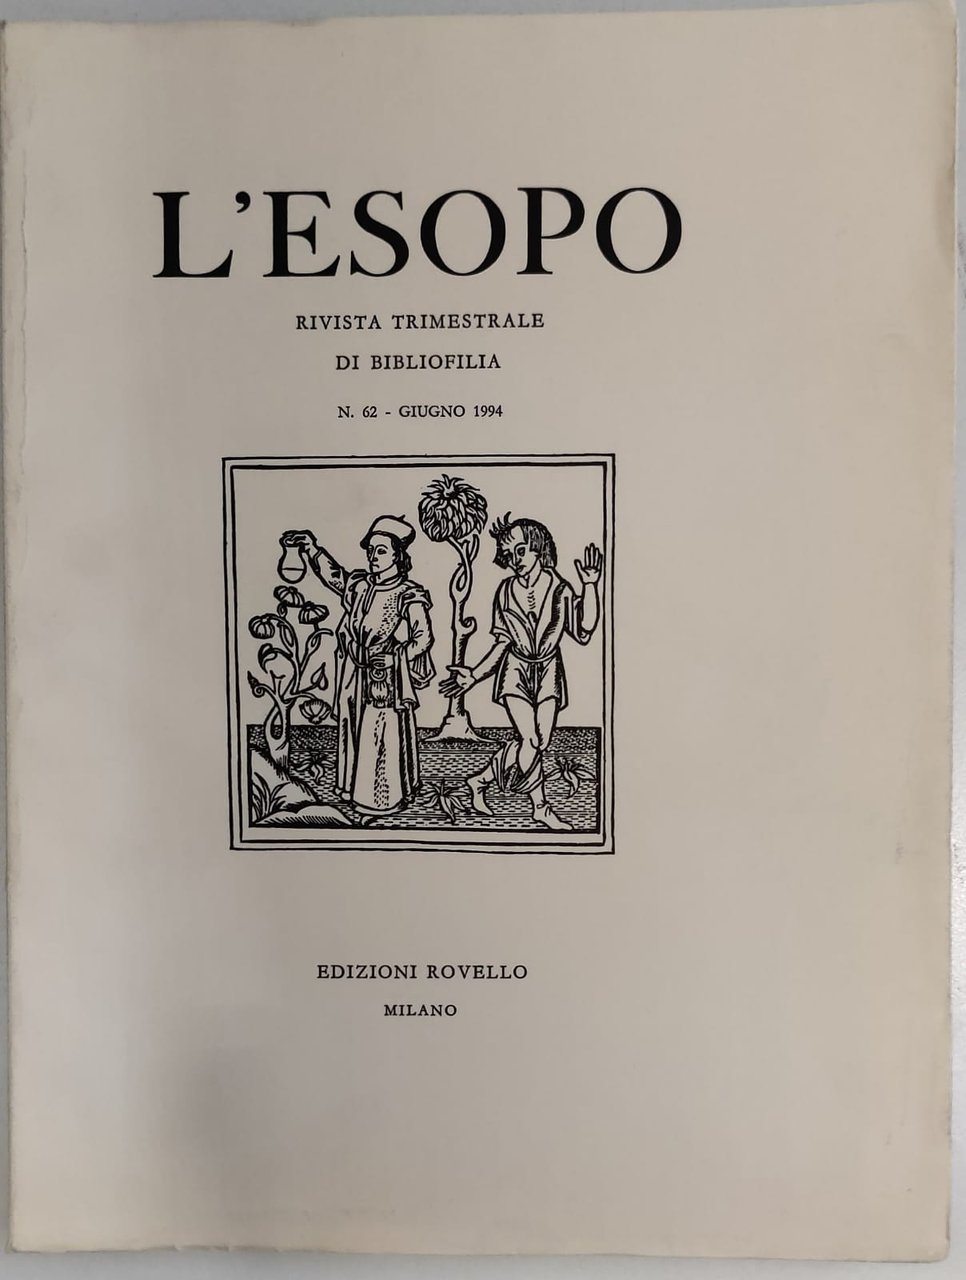 L'ESOPO
RIVISTA TRIMESTRALE
DI BIBLIOFILIA
N. 62 - GIUGNO 1994
EDIZIONI ROVELLO
MILANO